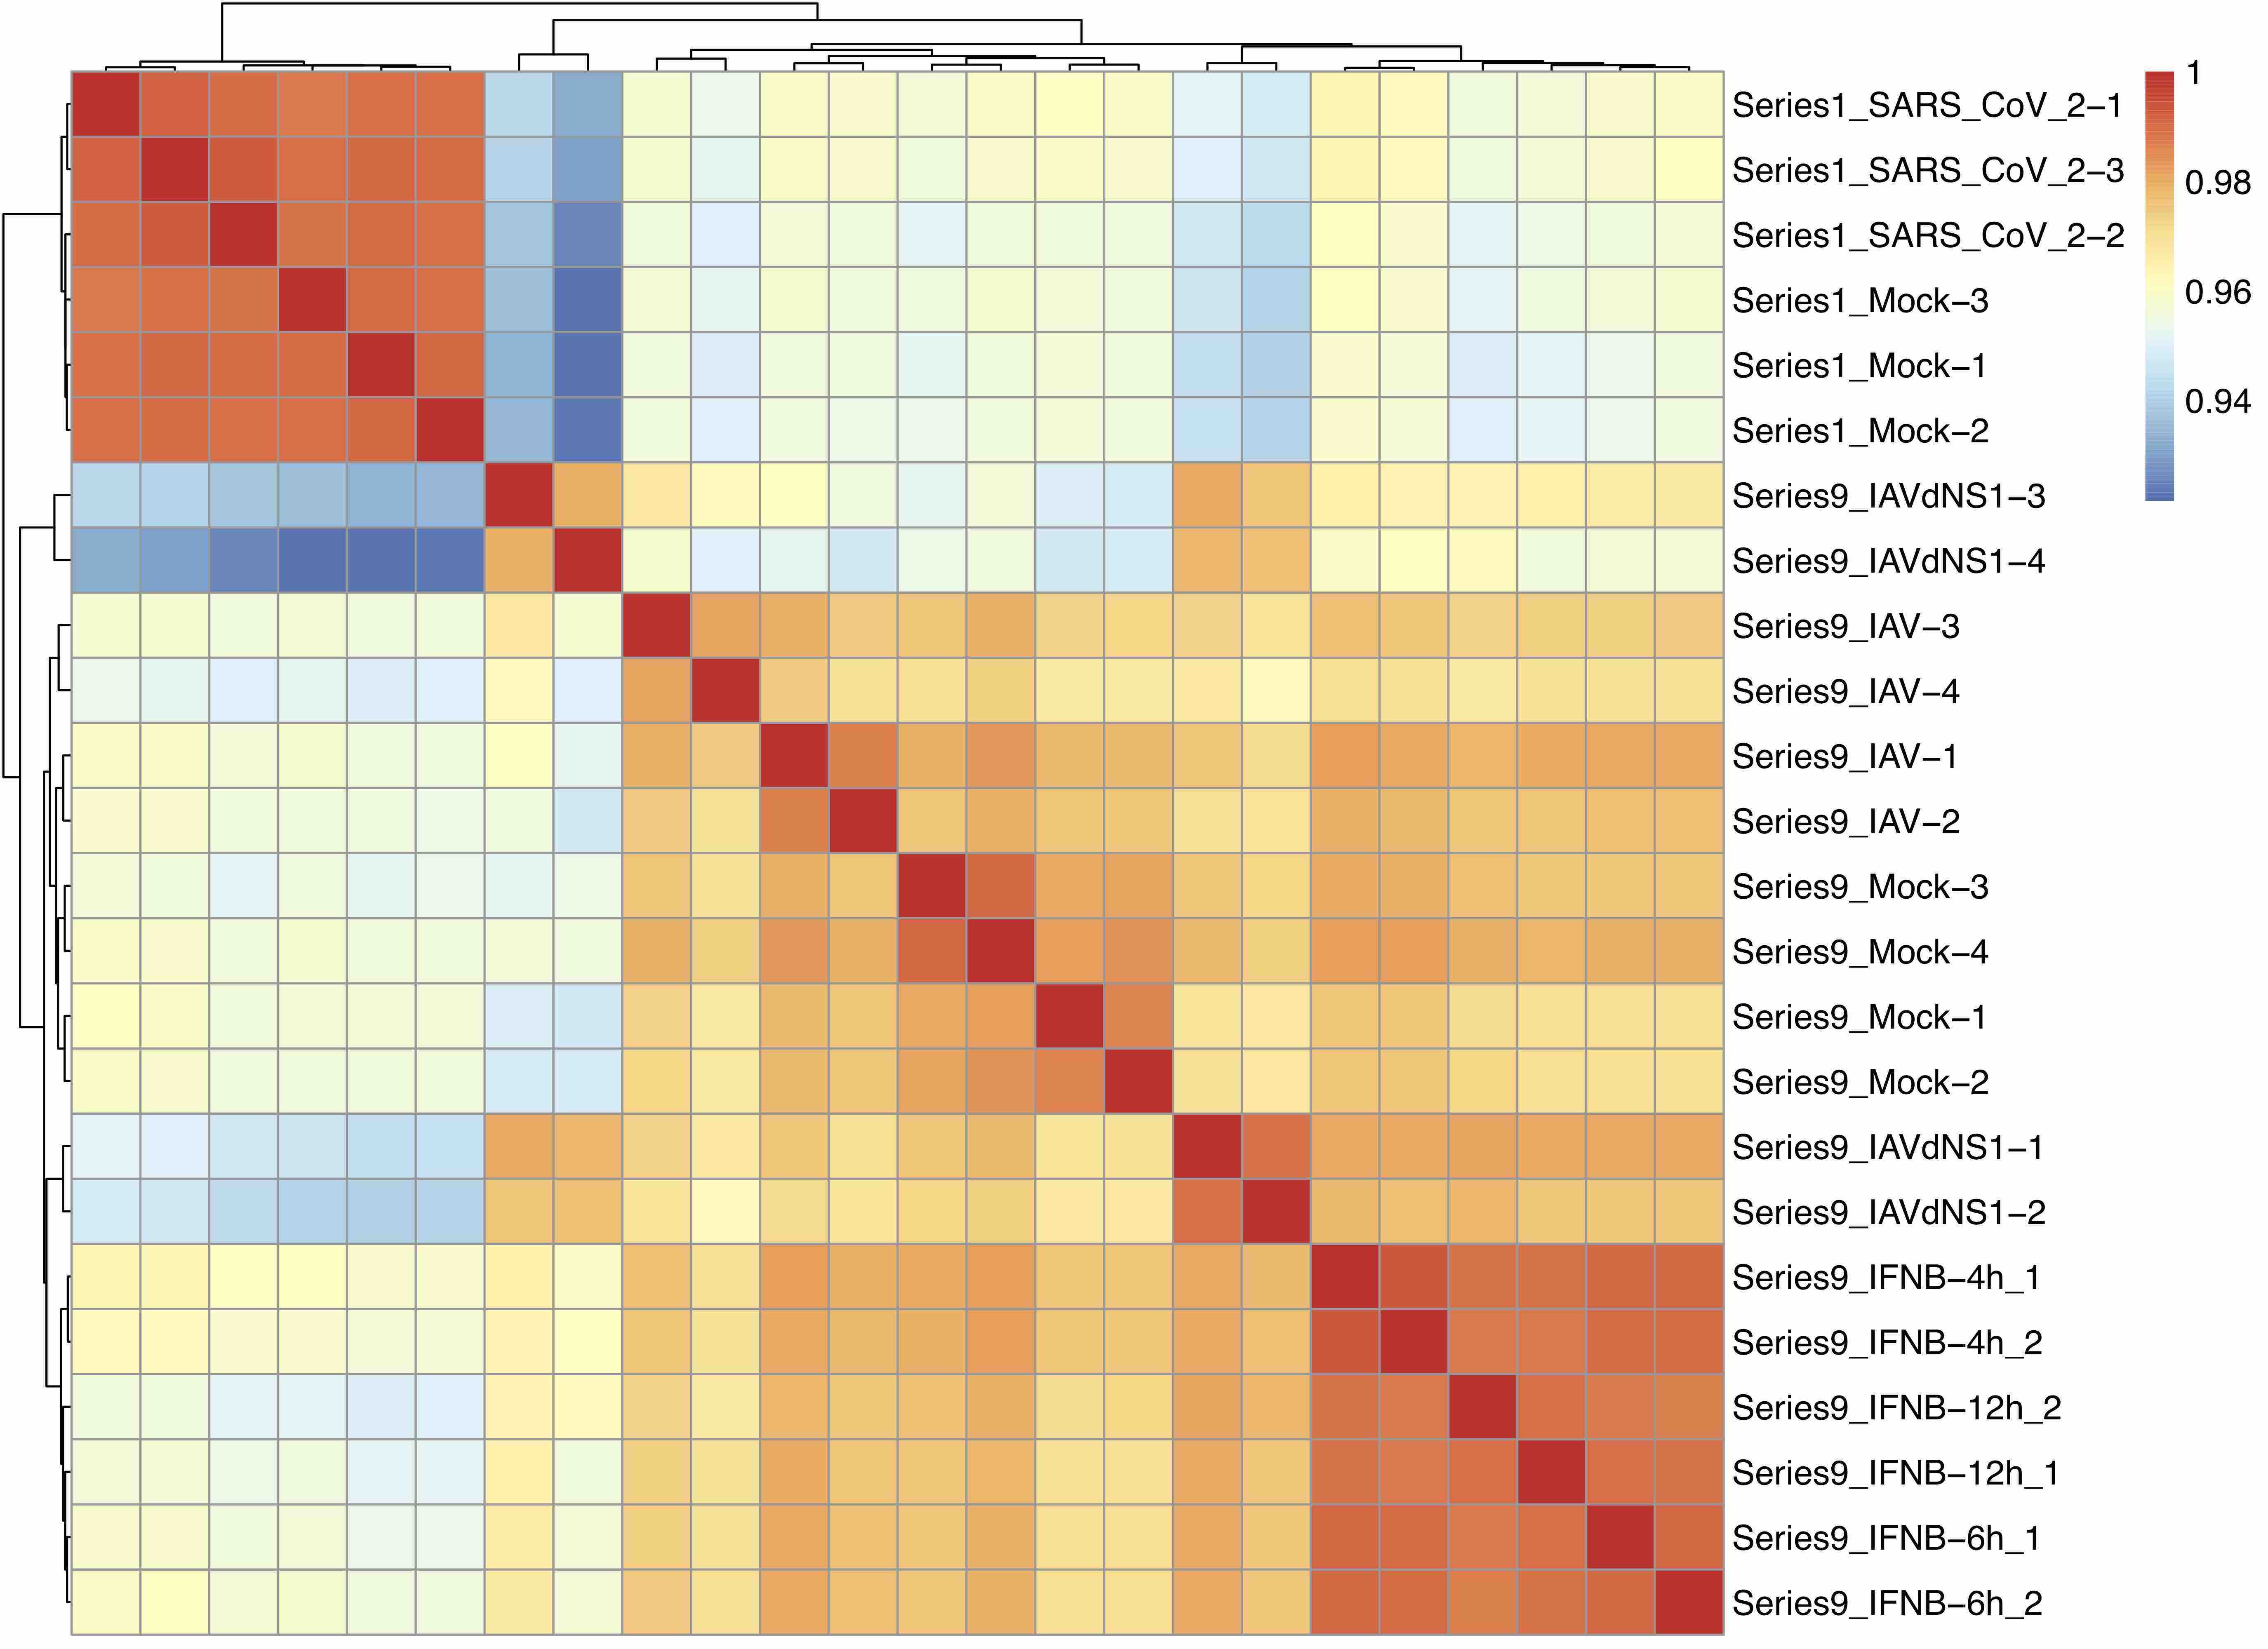 Series1_SARS_CoV_2−1
Series1_SARS_CoV_2−3
Series1_SARS_CoV_2−2
Series1_Mock−3
Series1_Mock−1
Series1_Mock−2
Series9_IAVdNS1−3
Series9_IAVdNS1−4
Series9_IAV−3
Series9_IAV−4
Series9_IAV−1
Series9_IAV−2
Series9_Mock−3
Series9_Mock−4
Series9_Mock−1
Series9_Mock−2
Series9_IAVdNS1−1
Series9_IAVdNS1−2
Series9_IFNB−4h_1
Series9_IFNB−4h_2
Series9_IFNB−12h_2
Series9_IFNB−12h_1
Series9_IFNB−6h_1
Series9_IFNB−6h_2
1
0.98
0.96
0.94